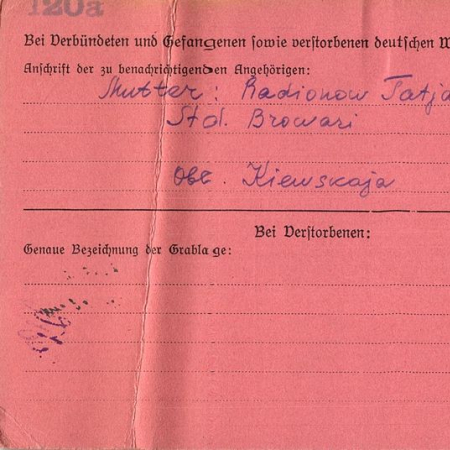 120a
Bei Verbündeten und Gefangenen sowie verstorbenen deutschen W
Anschrift der zu benachrichtigenden Angehörigen:
Mutter: Radionow Tatja
Std. Browari
Obl. Kiewskaja
Bei Verstorbenen:
Genaue Bezeichnung der Grablage: